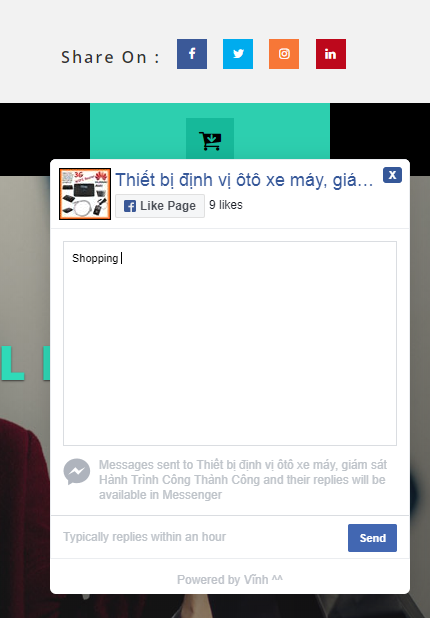 Share On :
Thiết bị định vị ôtô xe máy, giá...
x
Like Page
9 likes
Shopping
L
Messages sent to Thiết bị định vị ôtô xe máy, giám sát
Hành Trình Công Thành Công and their replies will be
available in Messenger
Typically replies within an hour
Send
Powered by Vĩnh ^^